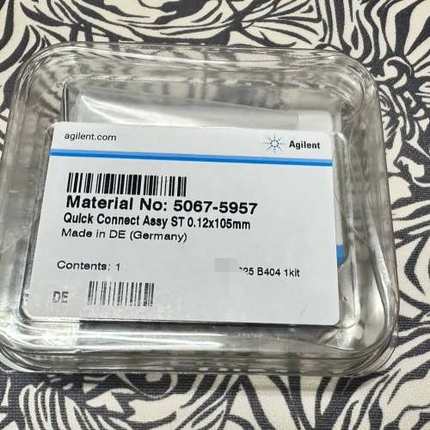 agilent.com
Agilent
Material No: 5067-5957
Quick Connect Assy ST 0.12x105mm
Made in DE (Germany)
Contents: 1
B404 1kit
DE